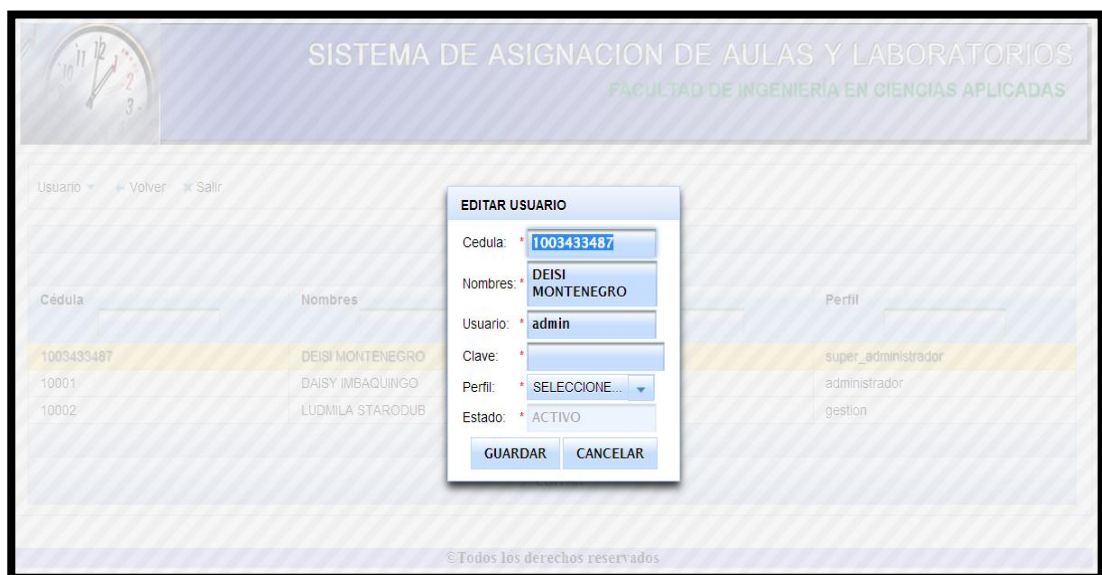 SISTEMA DE ASIGNACION DE AULAS Y LABORATORIOS
FACULTAD DE INGENIERÍA EN CIENCIAS APLICADAS
Usuario Volver Salir
EDITAR USUARIO
Cedula: * 1003433487
Nombres: * DEISI
MONTENEGRO
Usuario: * admin
Clave: *
Perfil: * SELECCIONE...
Estado: * ACTIVO
GUARDAR CANCELAR
Cédula Nombres Perfil
1003433487 DEISI MONTENEGRO super_administrador
10001 DAISY IMBAQUINGO administrador
10002 LUDMILA STARODUB gestion
©Todos los derechos reservados